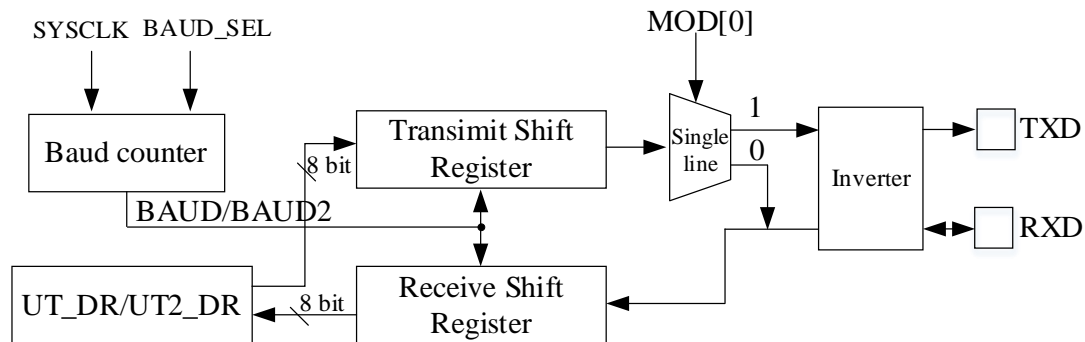 SYSCLK BAUD_SEL
MOD[0]
Baud counter
8 bit
Transimit Shift
Register
Single
line
1
0
Inverter
TXD
RXD
BAUD/BAUD2
UT_DR/UT2_DR
8 bit
Receive Shift
Register